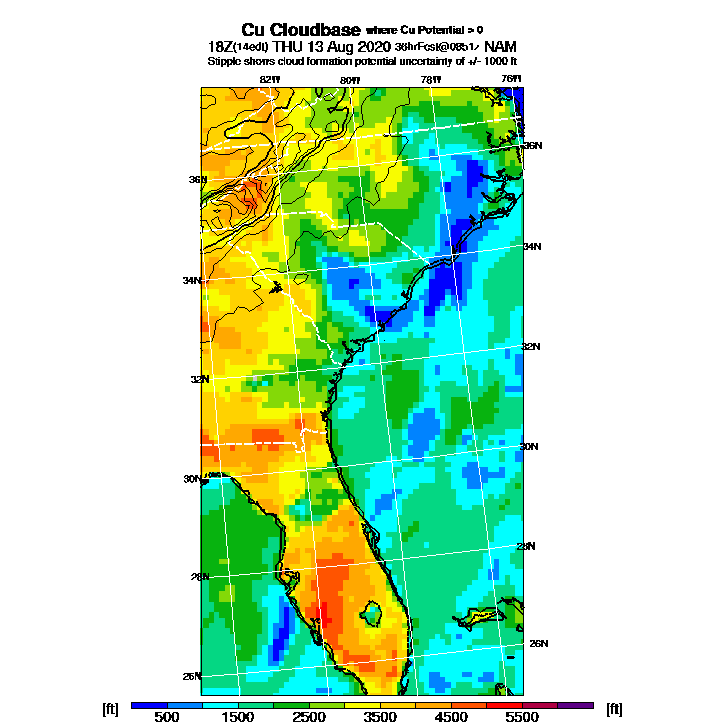 Cu Cloudbase where Cu Potential > 0
18Z(14edt) THU 13 Aug 2020 36hrFcst@0851z NAM
Stipple shows cloud formation potential uncertainty of +/- 1000 ft
82W 80W 78W 76W
36N
36N
34N
34N
32N
32N
30N
30N
28N
28N
26N
26N
[ft] 500 1500 2500 3500 4500 5500 [ft]